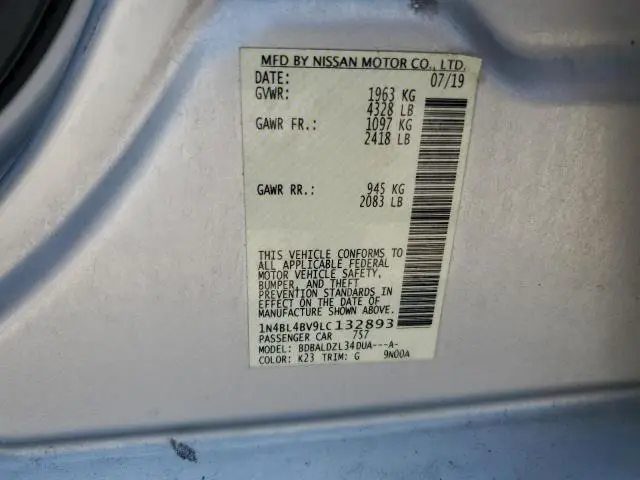 MFD BY NISSAN MOTOR CO., LTD.
DATE: 07/19
GVWR: 1963 KG
4328 LB
GAWR FR.: 1097 KG
2418 LB
GAWR RR.: 945 KG
2083 LB
THIS VEHICLE CONFORMS TO
ALL APPLICABLE FEDERAL
MOTOR VEHICLE SAFETY,
BUMPER, AND THEFT
PREVENTION STANDARDS IN
EFFECT ON THE DATE OF
MANUFACTURE SHOWN ABOVE.
1N4BL4BV9LC132893
PASSENGER CAR 757
MODEL: BDBALDZL34DUA---A-
COLOR: K23 TRIM: G 9N00A